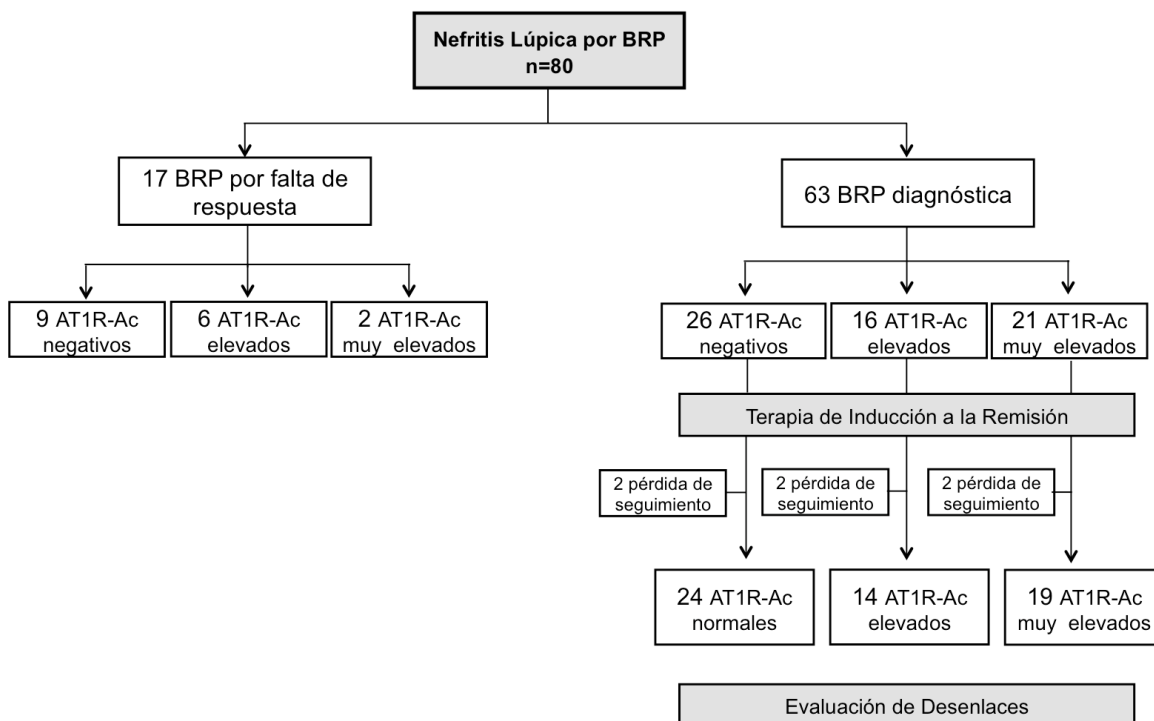 Nefritis Lúpica por BRP
n=80
17 BRP por falta de
respuesta
63 BRP diagnóstica
9 AT1R-Ac
negativos
6 AT1R-Ac
elevados
2 AT1R-Ac
muy elevados
26 AT1R-Ac
negativos
16 AT1R-Ac
elevados
21 AT1R-Ac
muy elevados
Terapia de Inducción a la Remisión
2 pérdida de
seguimiento
2 pérdida de
seguimiento
2 pérdida de
seguimiento
24 AT1R-Ac
normales
14 AT1R-Ac
elevados
19 AT1R-Ac
muy elevados
Evaluación de Desenlaces